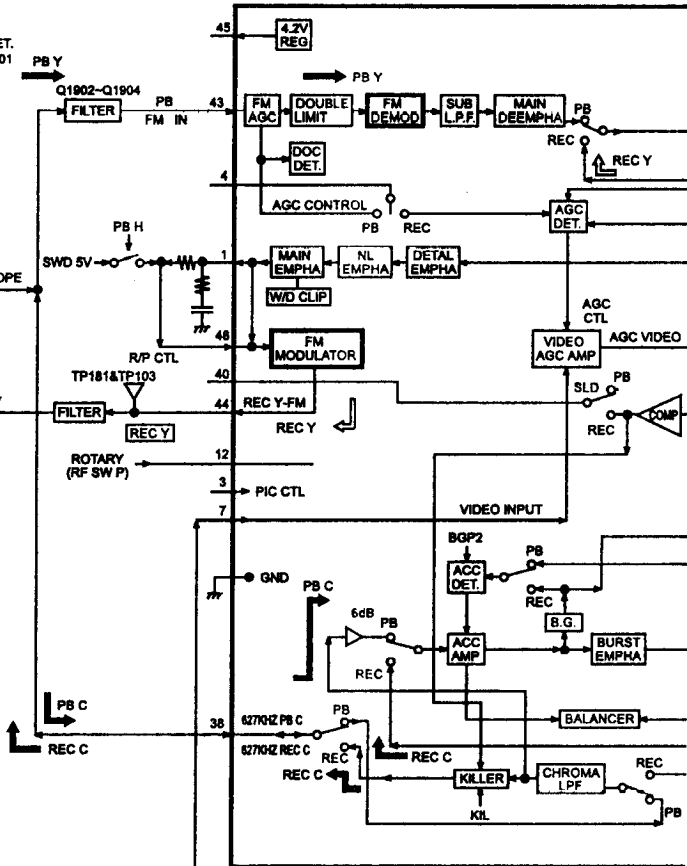 45
4.2V
REG
ET.
01
PB Y
PB Y
Q1902~Q1904
FILTER
PB
FM IN
43
FM
AGC
DOUBLE
LIMIT
FM
DEMOD
SUB
L.P.F.
MAIN
DEEMPHA
PB
REC
REC Y
DOC
DET.
4
AGC CONTROL
PB
REC
AGC
DET.
PB H
SWD 5V
1
MAIN
EMPHA
NL
EMPHA
DETAL
EMPHA
W/D CLIP
OPE
AGC
CTL
R/P CTL
48
FM
MODULATOR
VIDEO
AGC AMP
AGC VIDEO
TP181&TP103
40
SLD
PB
FILTER
44
REC Y-FM
REC Y
REC Y
REC
COMP
ROTARY
(RF SW P)
12
3
PIC CTL
7
VIDEO INPUT
BGP2
GND
ACC
DET.
PB
REC
PB C
6dB
PB
B.G.
ACC
AMP
BURST
EMPHA
REC
PB C
38
627KHZ PB C
PB
BALANCER
REC C
627KHZ REC C
REC
REC C
REC C
KILLER
CHROMA
LPF
REC
KIL
PB